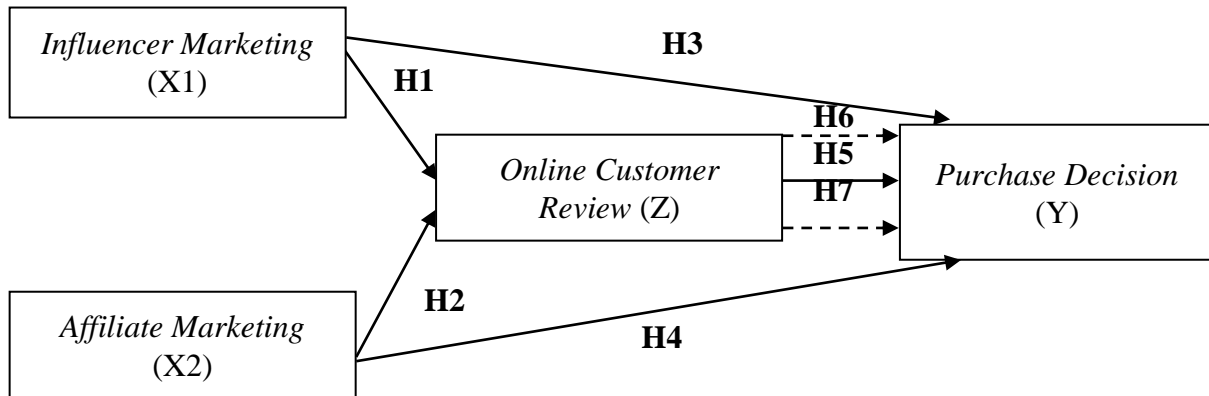 Influencer Marketing
(X1)
H3
H1
H6
Online Customer
Review (Z)
H5
H7
Purchase Decision
(Y)
H2
Affiliate Marketing
(X2)
H4